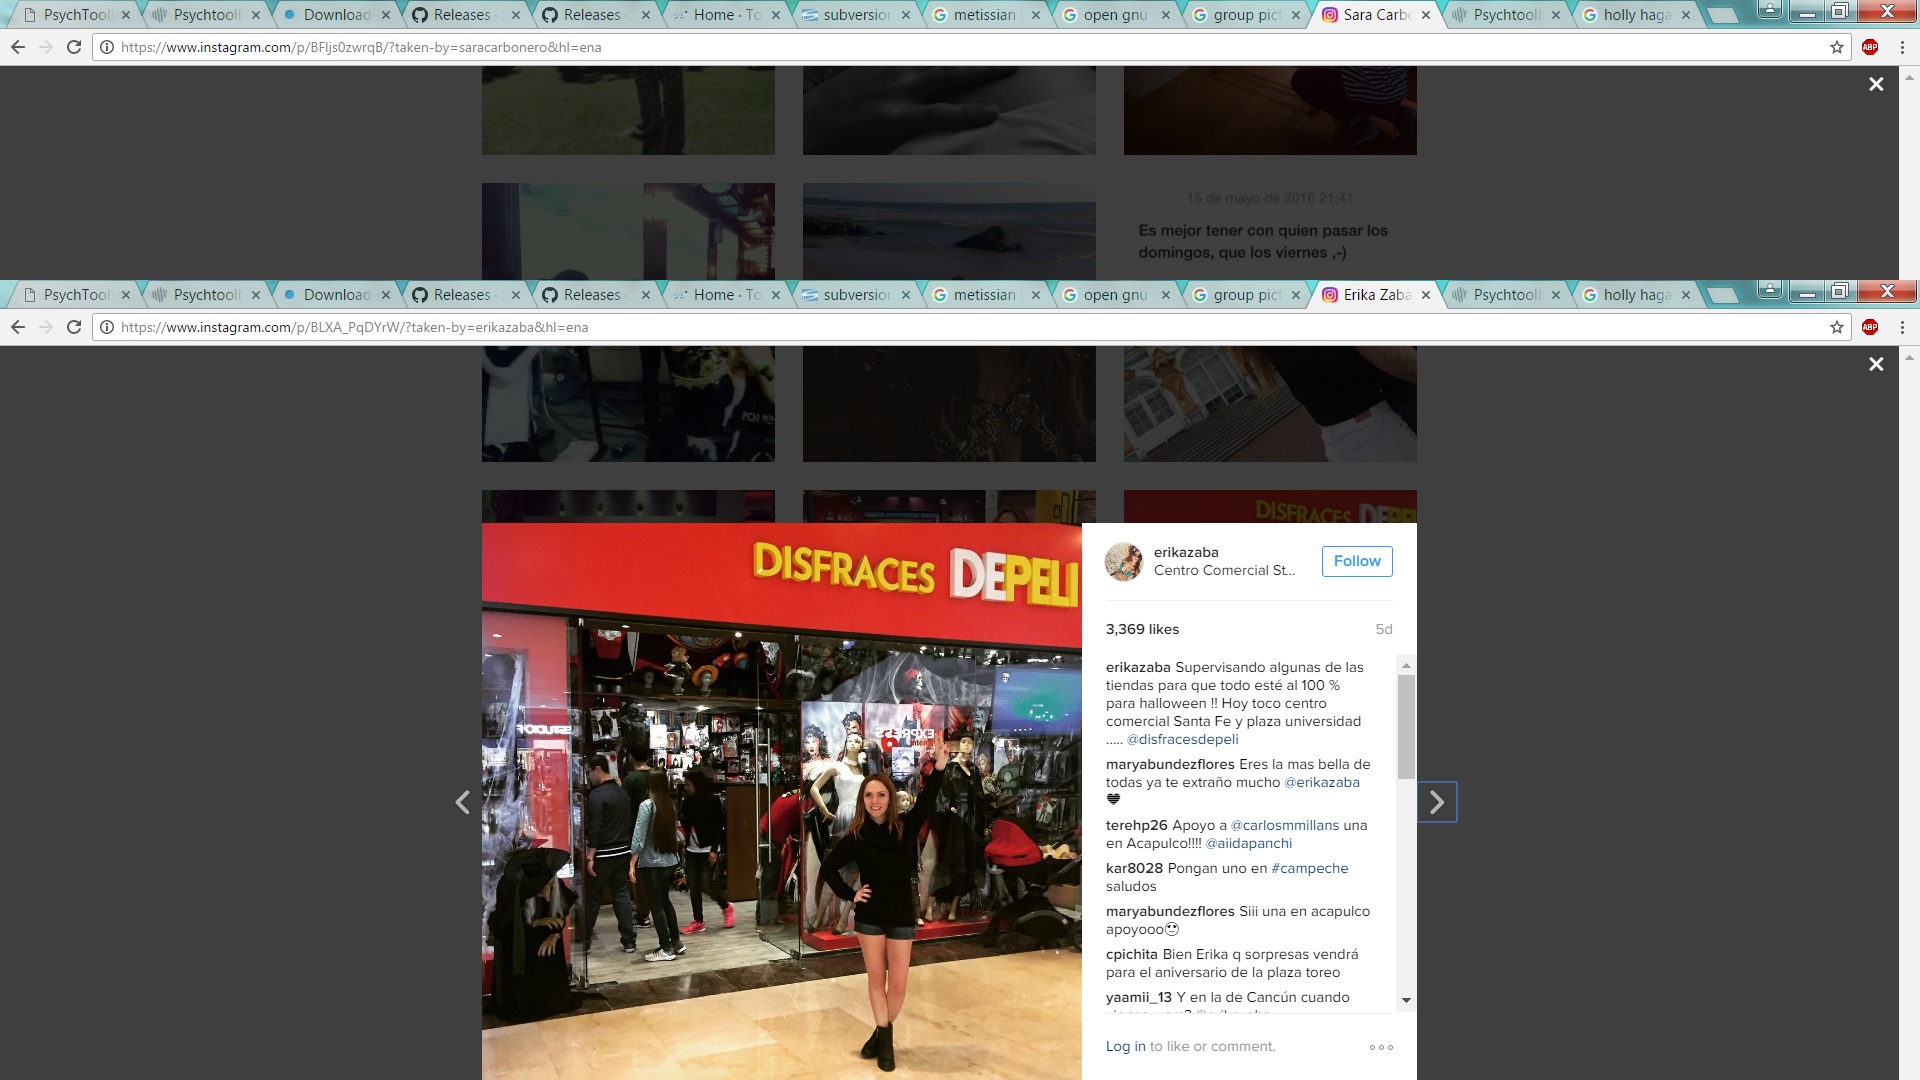 PsychTool
Psychtool
Download
Releases ·
Releases ·
Home · To
subversion
metissian
open gnu
group pict
Sara Carbo
Psychtool
holly haga
https://www.instagram.com/p/BFljs0zwrqB/?taken-by=saracarbonero&hl=ena
ABP
15 de mayo de 2016 21:41
Es mejor tener con quien pasar los
domingos, que los viernes ,-)
PsychTool
Psychtool
Download
Releases ·
Releases ·
Home · To
subversion
metissian
open gnu
group pict
Erika Zaba
Psychtool
holly haga
https://www.instagram.com/p/BLXA_PqDYrW/?taken-by=erikazaba&hl=ena
ABP
DISFRACES DEPE
DISFRACES DEPELI
EXPRESS
erikazaba
Centro Comercial St...
Follow
3,369 likes
5d
erikazaba Supervisando algunas de las
tiendas para que todo esté al 100 %
para halloween !! Hoy toco centro
comercial Santa Fe y plaza universidad
..... @disfracesdepeli
maryabundezflores Eres la mas bella de
todas ya te extraño mucho @erikazaba
🖤
terehp26 Apoyo a @carlosmmillans una
en Acapulco!!!! @aiidapanchi
kar8028 Pongan uno en #campeche
saludos
maryabundezflores Siii una en acapulco
apoyooo😍
cpichita Bien Erika q sorpresas vendrá
para el aniversario de la plaza toreo
yaamii_13 Y en la de Cancún cuando
Log in to like or comment.